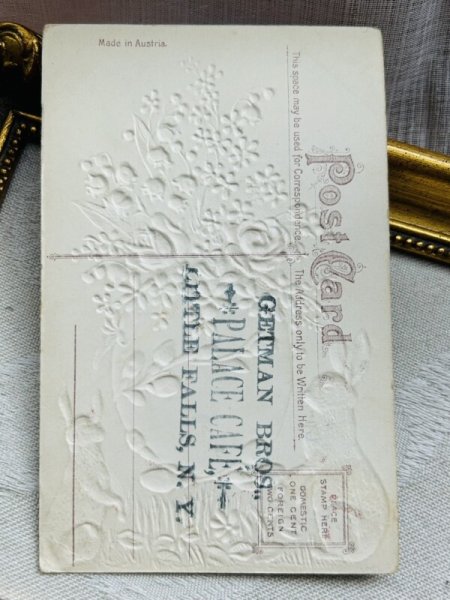 Made in Austria.
Post Card
This space may be used for Correspondence.
The Address only to be Written Here.
PLACE
STAMP HERE
DOMESTIC
ONE CENT
FOREIGN
TWO CENTS
GETMAN BROS.,
PALACE CAFE,
LITTLE FALLS, N. Y.